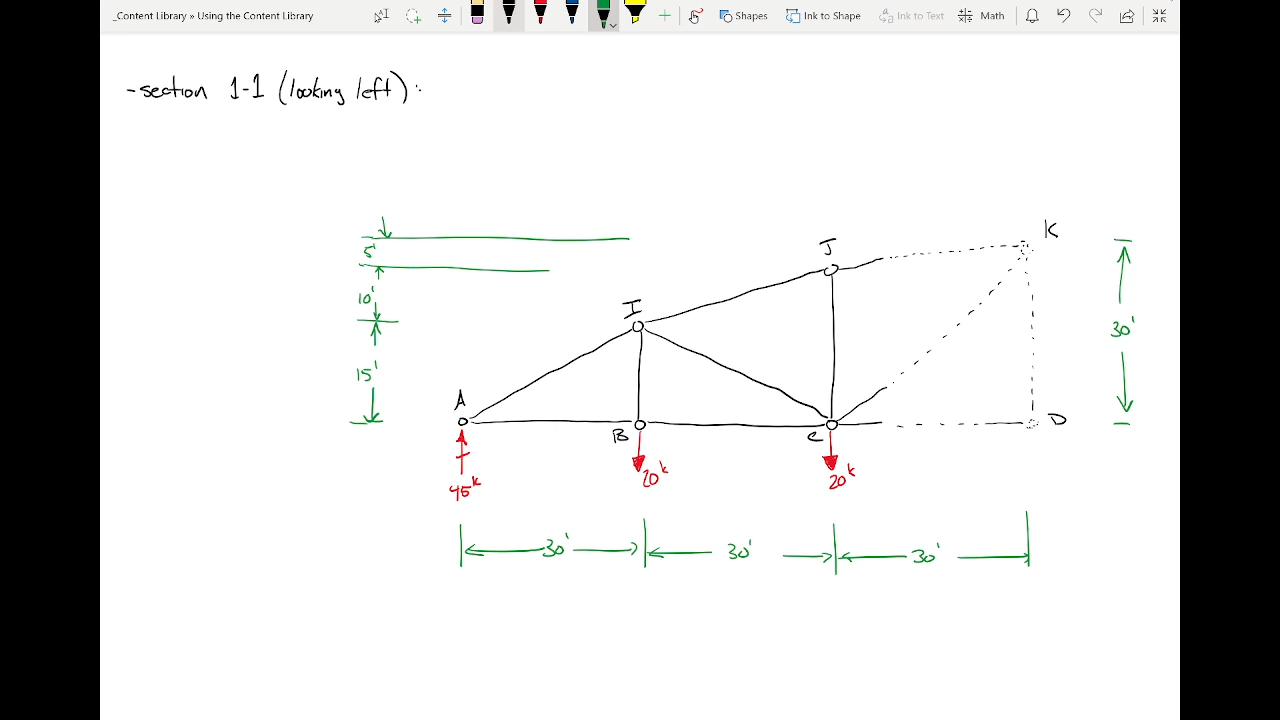 _Content Library » Using the Content Library
Shapes
Ink to Shape
Ink to Text
Math
-section 1-1 (looking left):
K
J
5'
10'
I
30'
15'
A
D
B
C
45k
20k
20k
30'
30'
30'